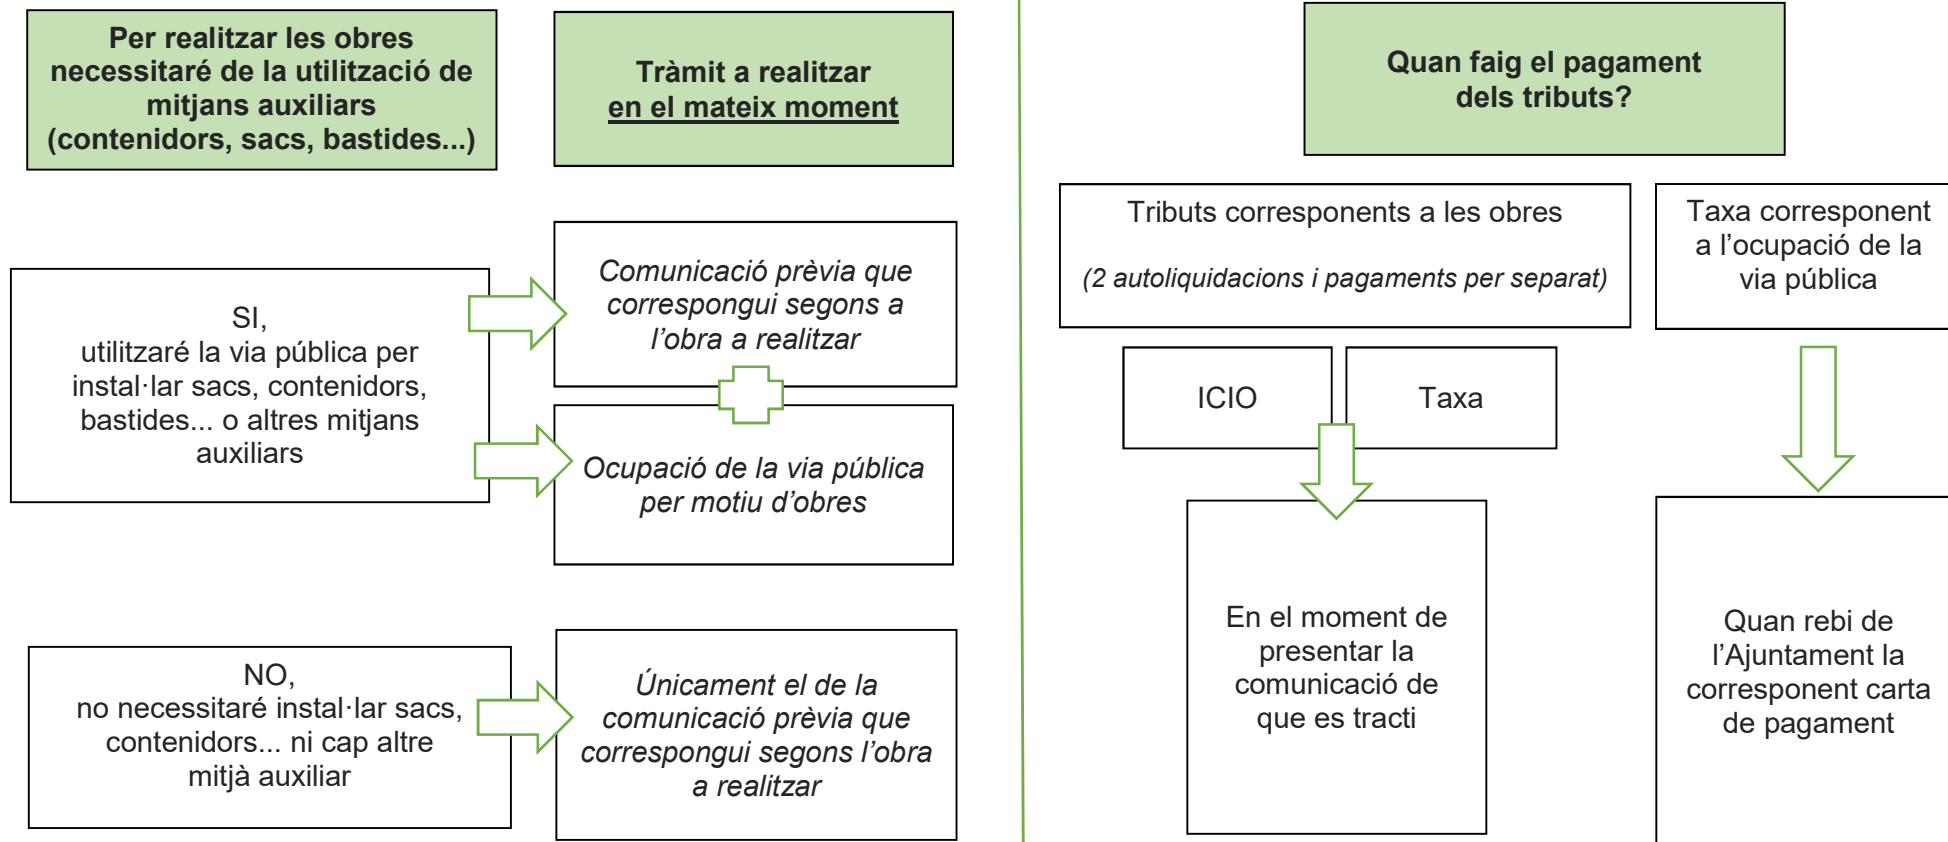 Per realitzar les obres
necessitaré de la utilització de
mitjans auxiliars
(contenidors, sacs, bastides...)
Tràmit a realitzar
en el mateix moment
SI,
utilitzaré la via pública per
instal·lar sacs, contenidors,
bastides... o altres mitjans
auxiliars
Comunicació prèvia que
correspongui segons a
l’obra a realitzar
Ocupació de la via pública
per motiu d’obres
NO,
no necessitaré instal·lar sacs,
contenidors... ni cap altre
mitjà auxiliar
Únicament el de la
comunicació prèvia que
correspongui segons l’obra
a realitzar
Quan faig el pagament
dels tributs?
Tributs corresponents a les obres
(2 autoliquidacions i pagaments per separat)
ICIO
Taxa
En el moment de
presentar la
comunicació de
que es tracti
Taxa corresponent
a l’ocupació de la
via pública
Quan rebi de
l’Ajuntament la
corresponent carta
de pagament